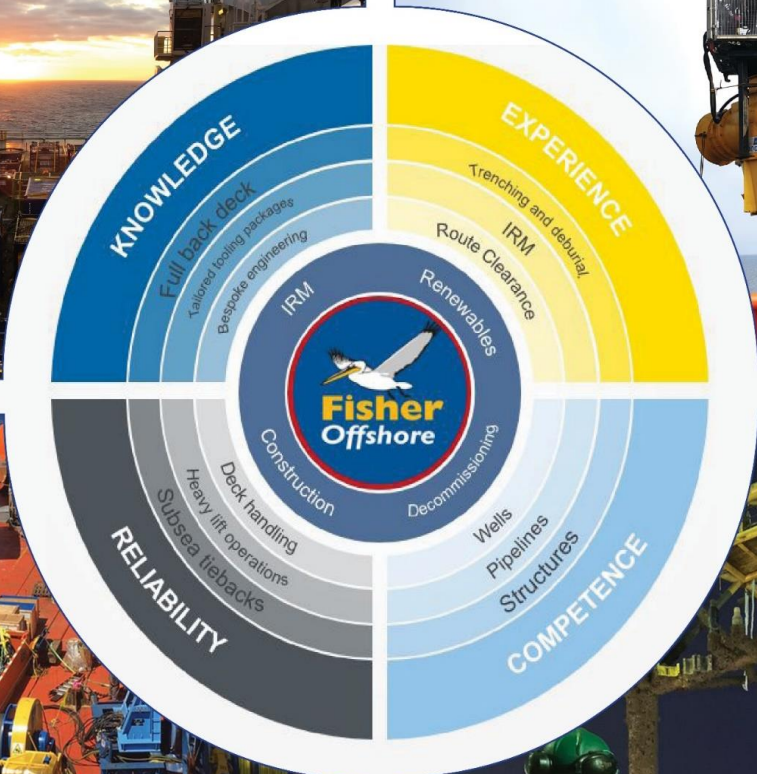 KNOWLEDGE
Full back deck
Tailored tooling packages
Bespoke engineering
IRM
EXPERIENCE
Trenching and deburial,
IRM
Route Clearance
Renewables
Fisher
Offshore
Construction
Deck handling
Heavy lift operations
Subsea tiebacks
RELIABILITY
Decommissioning
Wells
Pipelines
Structures
COMPETENCE